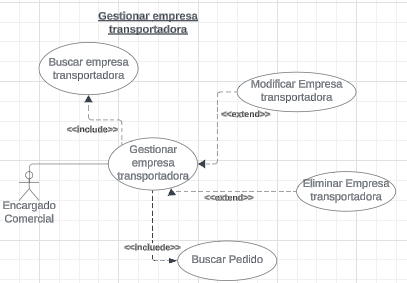 Gestionar empresa
transportadora
Buscar empresa
transportadora
Modificar Empresa
transportadora
<<extend>>
<<include>>
Gestionar
empresa
transportadora
Eliminar Empresa
transportadora
<<extend>>
Encargado
Comercial
<<incluede>>
Buscar Pedido